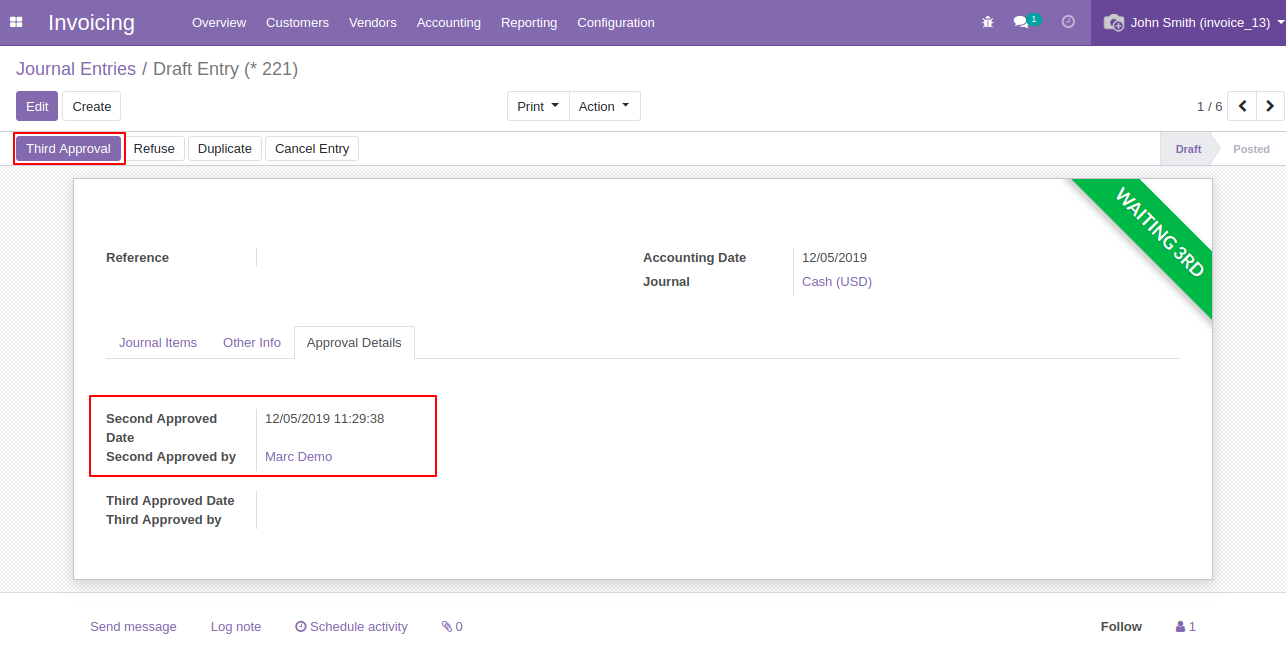 Invoicing Overview Customers Vendors Accounting Reporting Configuration 1 John Smith (invoice_13)
Journal Entries / Draft Entry (* 221)
Edit Create Print Action 1 / 6
Third Approval Refuse Duplicate Cancel Entry Draft Posted
WAITING 3RD
Reference Accounting Date 12/05/2019
Journal Cash (USD)
Journal Items Other Info Approval Details
Second Approved 12/05/2019 11:29:38
Date
Second Approved by Marc Demo
Third Approved Date
Third Approved by
Send message Log note Schedule activity 0 Follow 1